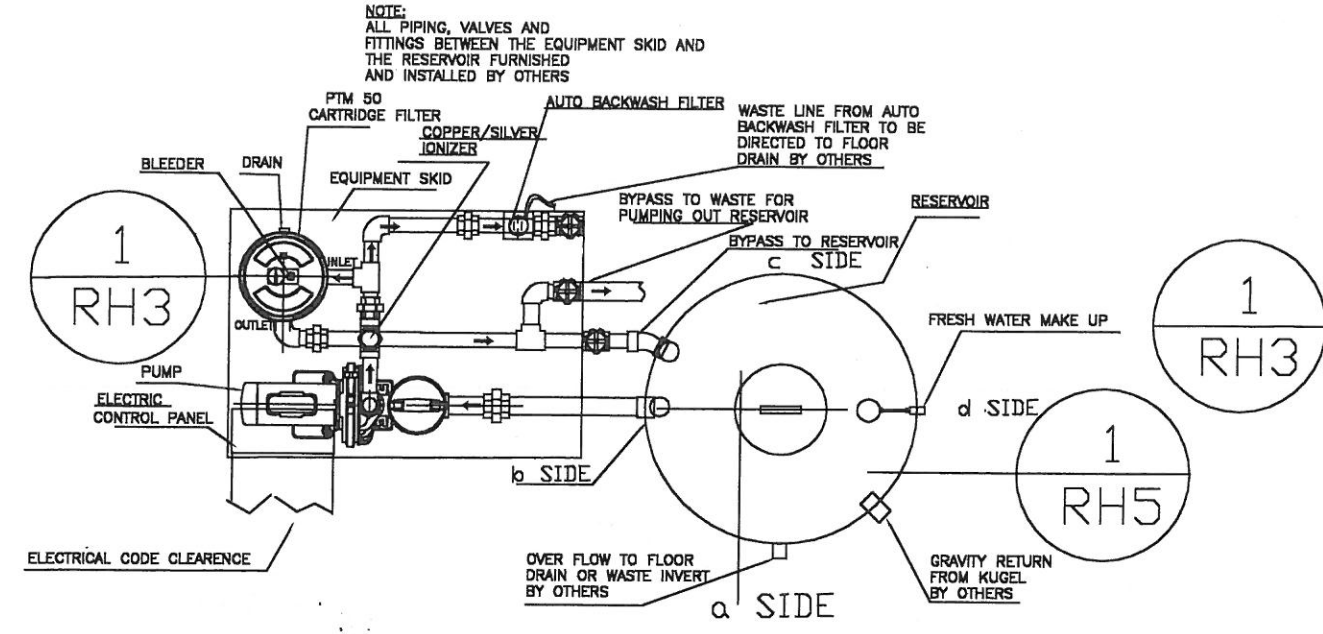 NOTE:
ALL PIPING, VALVES AND
FITTINGS BETWEEN THE EQUIPMENT SKID AND
THE RESERVOIR FURNISHED
AND INSTALLED BY OTHERS
PTM 50
CARTRIDGE FILTER
AUTO BACKWASH FILTER
WASTE LINE FROM AUTO
BACKWASH FILTER TO BE
DIRECTED TO FLOOR
DRAIN BY OTHERS
COPPER/SILVER
IONIZER
BLEEDER
DRAIN
EQUIPMENT SKID
BYPASS TO WASTE FOR
PUMPING OUT RESERVOIR
RESERVOIR
BYPASS TO RESERVOIR
c SIDE
1
RH3
INLET
OUTLET
FRESH WATER MAKE UP
1
RH3
PUMP
ELECTRIC
CONTROL PANEL
d SIDE
b SIDE
1
RH5
ELECTRICAL CODE CLEARENCE
OVER FLOW TO FLOOR
DRAIN OR WASTE INVERT
BY OTHERS
a SIDE
GRAVITY RETURN
FROM KUGEL
BY OTHERS